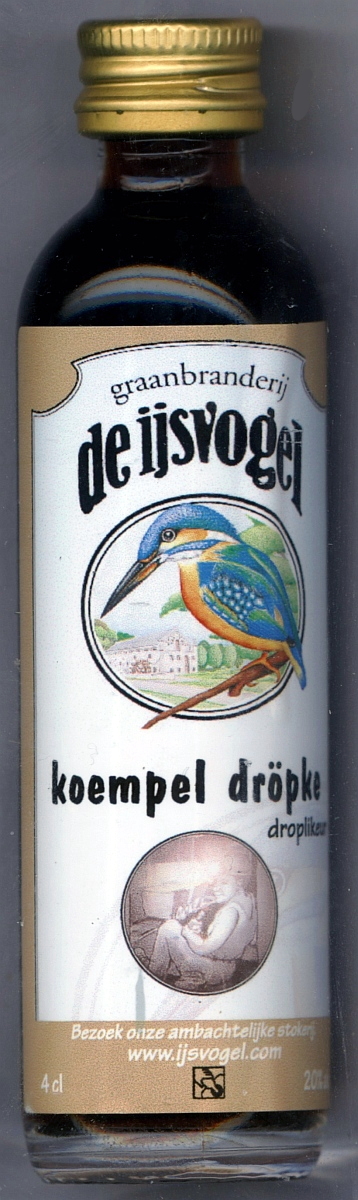 graanbranderij
de ijsvogel
koempel dröpke
droplikeur
Bezoek onze ambachtelijke stokerij
www.ijsvogel.com
4 cl
20%